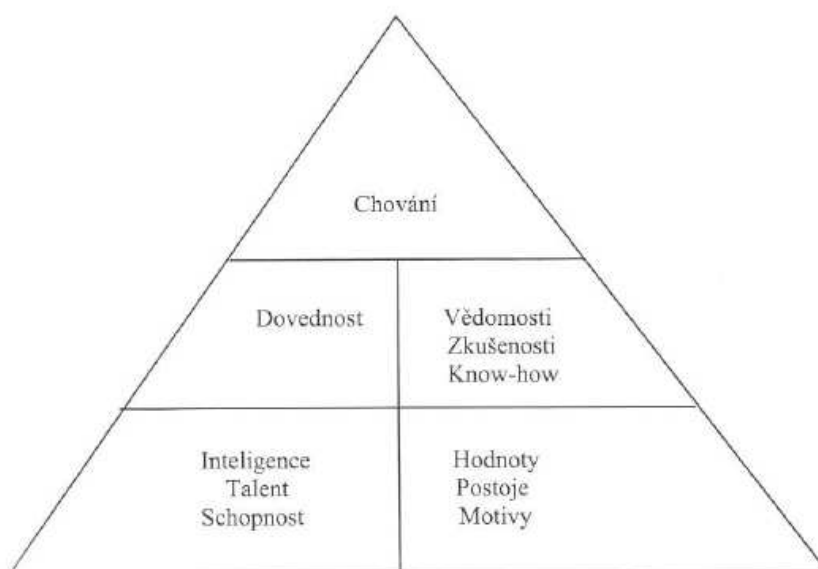 Chování
Dovednost
Vědomosti
Zkušenosti
Know-how
Inteligence
Talent
Schopnost
Hodnoty
Postoje
Motivy